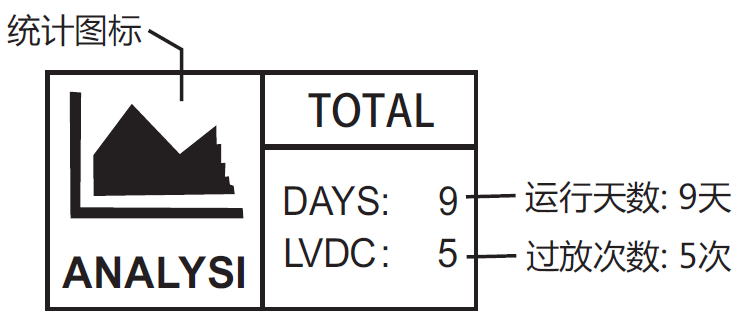 统计图标
TOTAL
DAYS: 9
运行天数: 9天
LVDC: 5
过放次数: 5次
ANALYSI